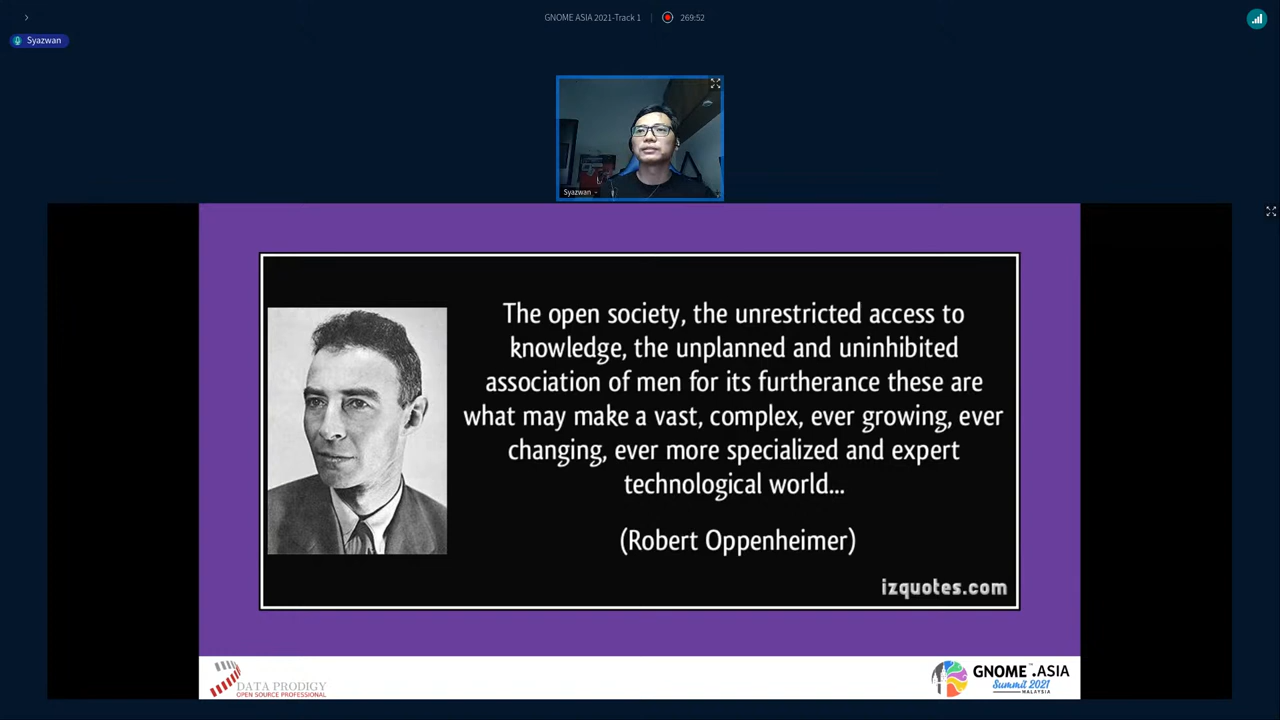 GNOME ASIA 2021-Track 1
269:52
Syazwan
Syazwan
The open society, the unrestricted access to
knowledge, the unplanned and uninhibited
association of men for its furtherance these are
what may make a vast, complex, ever growing, ever
changing, ever more specialized and expert
technological world...
(Robert Oppenheimer)
izquotes.com
DATA PRODIGY
OPEN SOURCE PROFESSIONAL
GNOME™.ASIA
Summit 2021
MALAYSIA